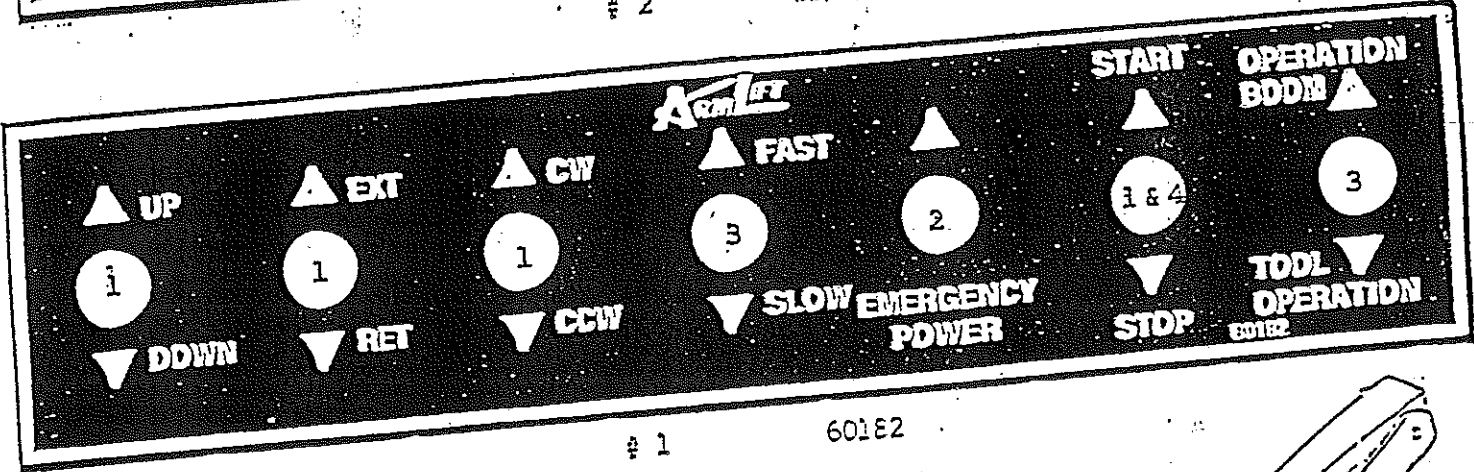 # 2
ARMLIFT
UP
1
DOWN
EXT
1
RET
CW
1
CCW
FAST
3
SLOW
2
EMERGENCY
POWER
START
1 & 4
STOP
OPERATION
BOOM
3
TOOL
OPERATION
60182
# 1
60182